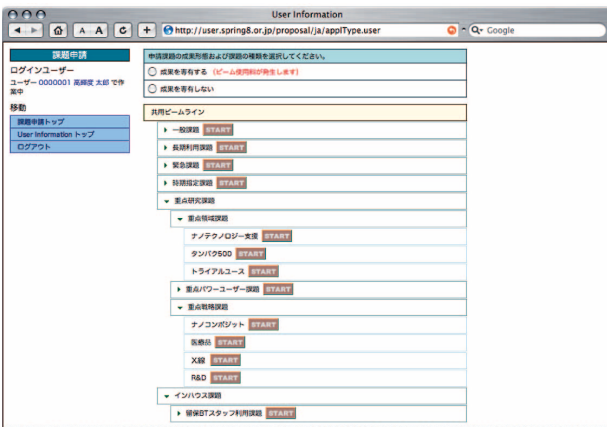 User Information
A A
C
+
http://user.spring8.or.jp/proposal/ja/applType.user
Q- Google
課題申請
ログインユーザー
ユーザー 0000001 高輝度 太郎 で作
業中
移動
課題申請トップ
User Information トップ
ログアウト
申請課題の成果形態および課題の種類を選択してください。
成果を専有する (ビーム使用料が発生します)
成果を専有しない
共用ビームライン
一般課題 START
長期利用課題 START
緊急課題 START
時期指定課題 START
重点研究課題
重点領域課題
ナノテクノロジー支援 START
タンパク500 START
トライアルユース START
重点パワーユーザー課題 START
重点戦略課題
ナノコンポジット START
医療品 START
X線 START
R&D START
インハウス課題
留保BTスタッフ利用課題 START